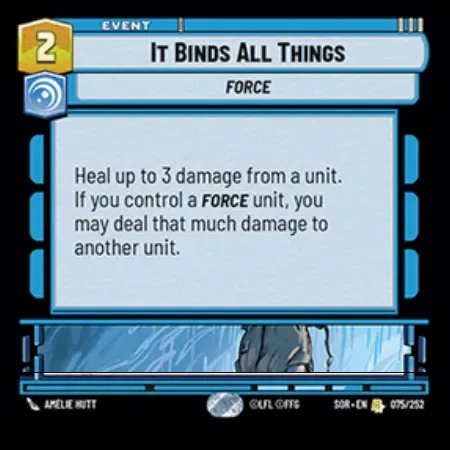 EVENT
2
IT BINDS ALL THINGS
FORCE
Heal up to 3 damage from a unit.
If you control a FORCE unit, you
may deal that much damage to
another unit.
AMÉLIE HUTT
©LFL ©FFG
SOR • EN
075/252